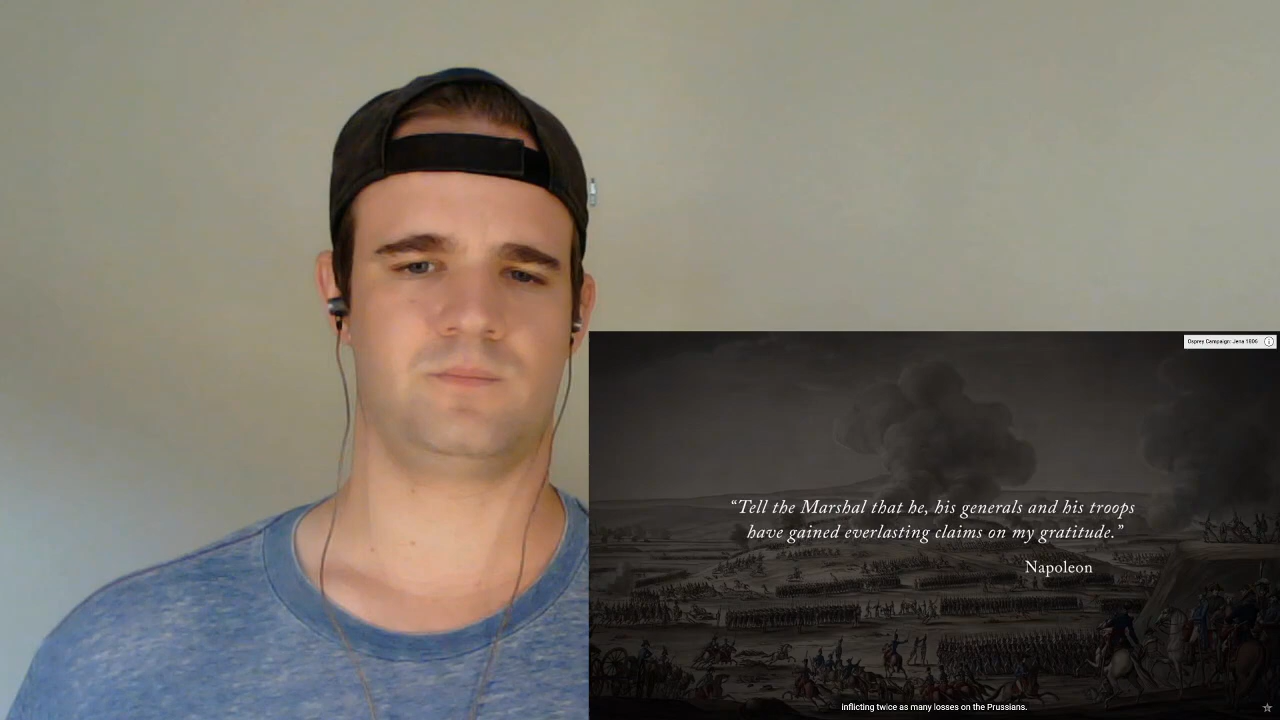 Osprey Campaign: Jena 1806
“Tell the Marshal that he, his generals and his troops
have gained everlasting claims on my gratitude.”
Napoleon
inflicting twice as many losses on the Prussians.